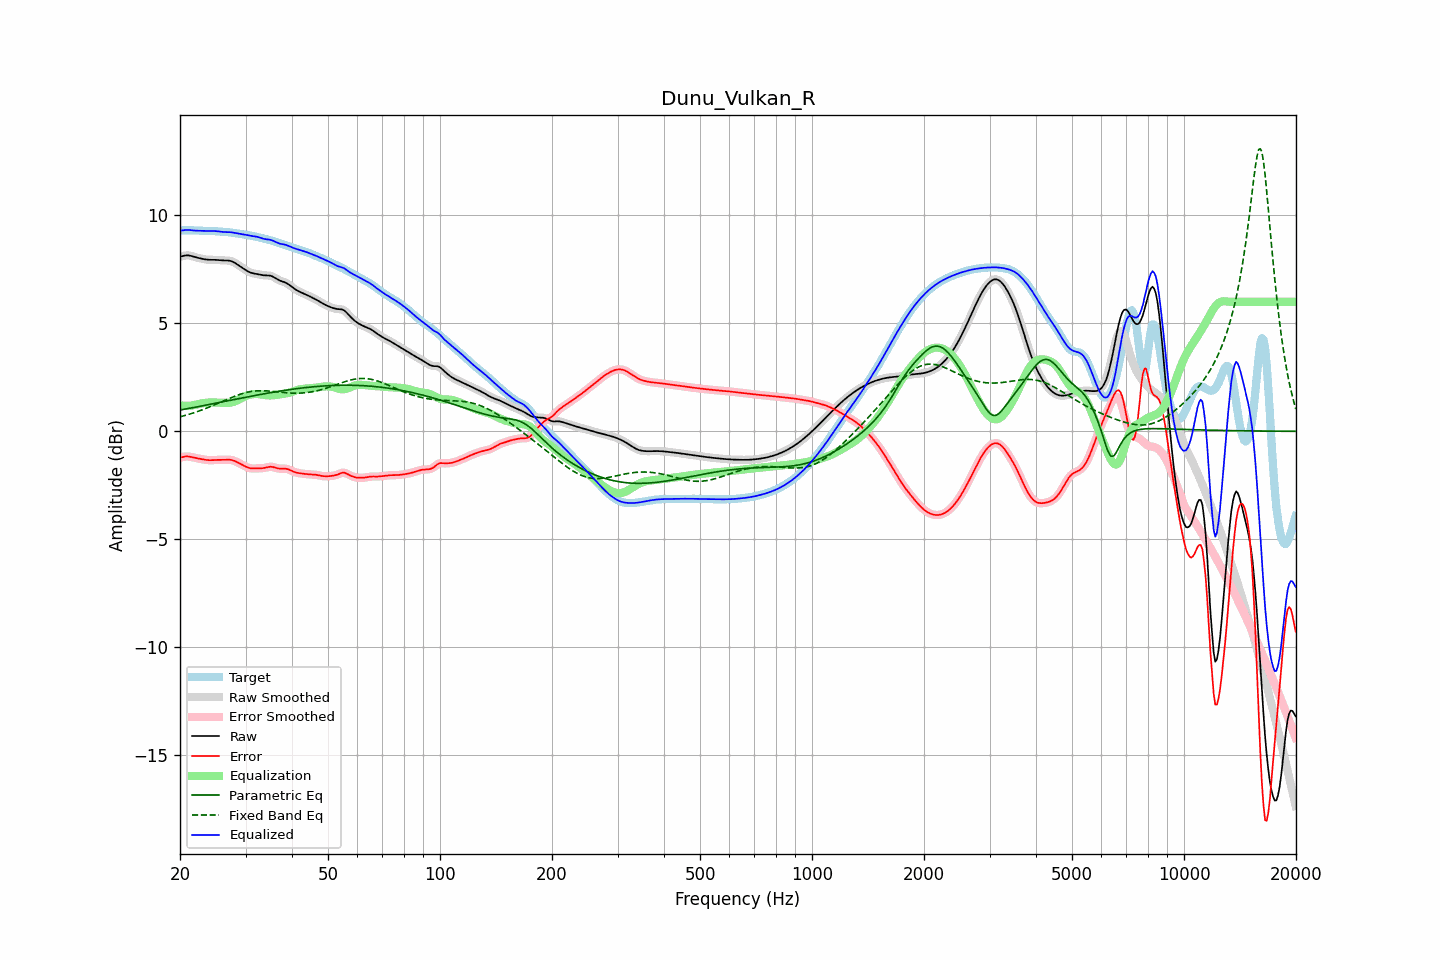 Dunu_Vulkan_R
Amplitude (dBr)
10
5
0
−5
−10
−15
Target
Raw Smoothed
Error Smoothed
Raw
Error
Equalization
Parametric Eq
Fixed Band Eq
Equalized
20 50 100 200 500 1000 2000 5000 10000 20000
Frequency (Hz)